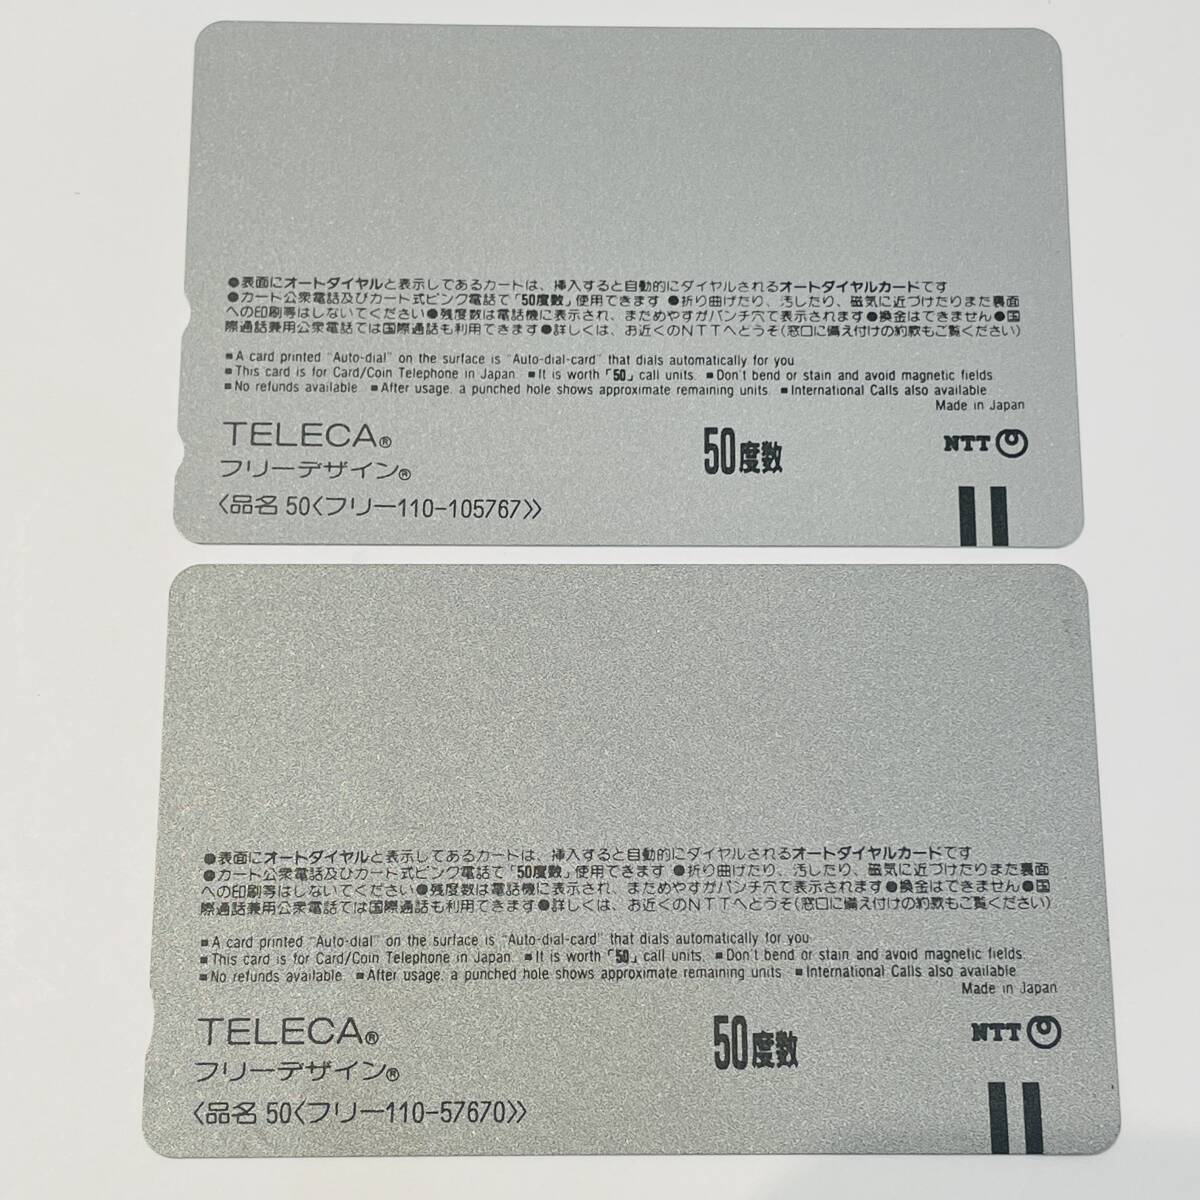 ●表面にオートダイヤルと表示してあるカードは、挿入すると自動的にダイヤルされるオートダイヤルカードです
●カード公衆電話及びカード式ピンク電話で「50度数」使用できます ●折り曲げたり、汚したり、磁気に近づけたりまた裏面
への印刷等はしないでください●残度数は電話機に表示され、まためやすがパンチ穴で表示されます●換金はできません●国
際通話兼用公衆電話では国際通話も利用できます●詳しくは、お近くのNTTへどうぞ(窓口に備え付けの約款もご覧ください)
■A card printed "Auto-dial" on the surface is "Auto-dial-card" that dials automatically for you.
■This card is for Card/Coin Telephone in Japan. ■It is worth「50」call units. ■Don't bend or stain and avoid magnetic fields.
■No refunds available. ■After usage, a punched hole shows approximate remaining units. ■International Calls also available.
Made in Japan
TELECA®
フリーデザイン®
50度数
NTT
〈品名 50〈フリー110-105767〉〉
●表面にオートダイヤルと表示してあるカードは、挿入すると自動的にダイヤルされるオートダイヤルカードです
●カード公衆電話及びカード式ピンク電話で「50度数」使用できます ●折り曲げたり、汚したり、磁気に近づけたりまた裏面
への印刷等はしないでください●残度数は電話機に表示され、まためやすがパンチ穴で表示されます●換金はできません●国
際通話兼用公衆電話では国際通話も利用できます●詳しくは、お近くのNTTへどうぞ(窓口に備え付けの約款もご覧ください)
■A card printed "Auto-dial" on the surface is "Auto-dial-card" that dials automatically for you.
■This card is for Card/Coin Telephone in Japan. ■It is worth「50」call units. ■Don't bend or stain and avoid magnetic fields.
■No refunds available. ■After usage, a punched hole shows approximate remaining units. ■International Calls also available.
Made in Japan
TELECA®
フリーデザイン®
50度数
NTT
〈品名 50〈フリー110-57670〉〉